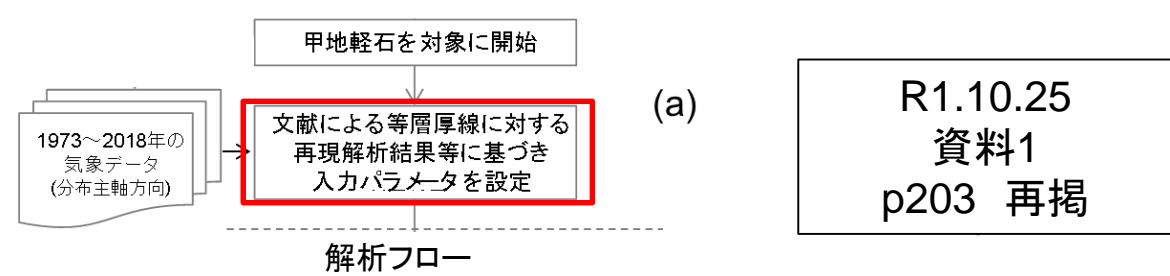 甲地軽石を対象に開始
文献による等層厚線に対する
再現解析結果等に基づき
入力パラメータを設定
1973～2018年の
気象データ
(分布主軸方向)
(a)
解析フロー
R1.10.25
資料1
p203 再掲